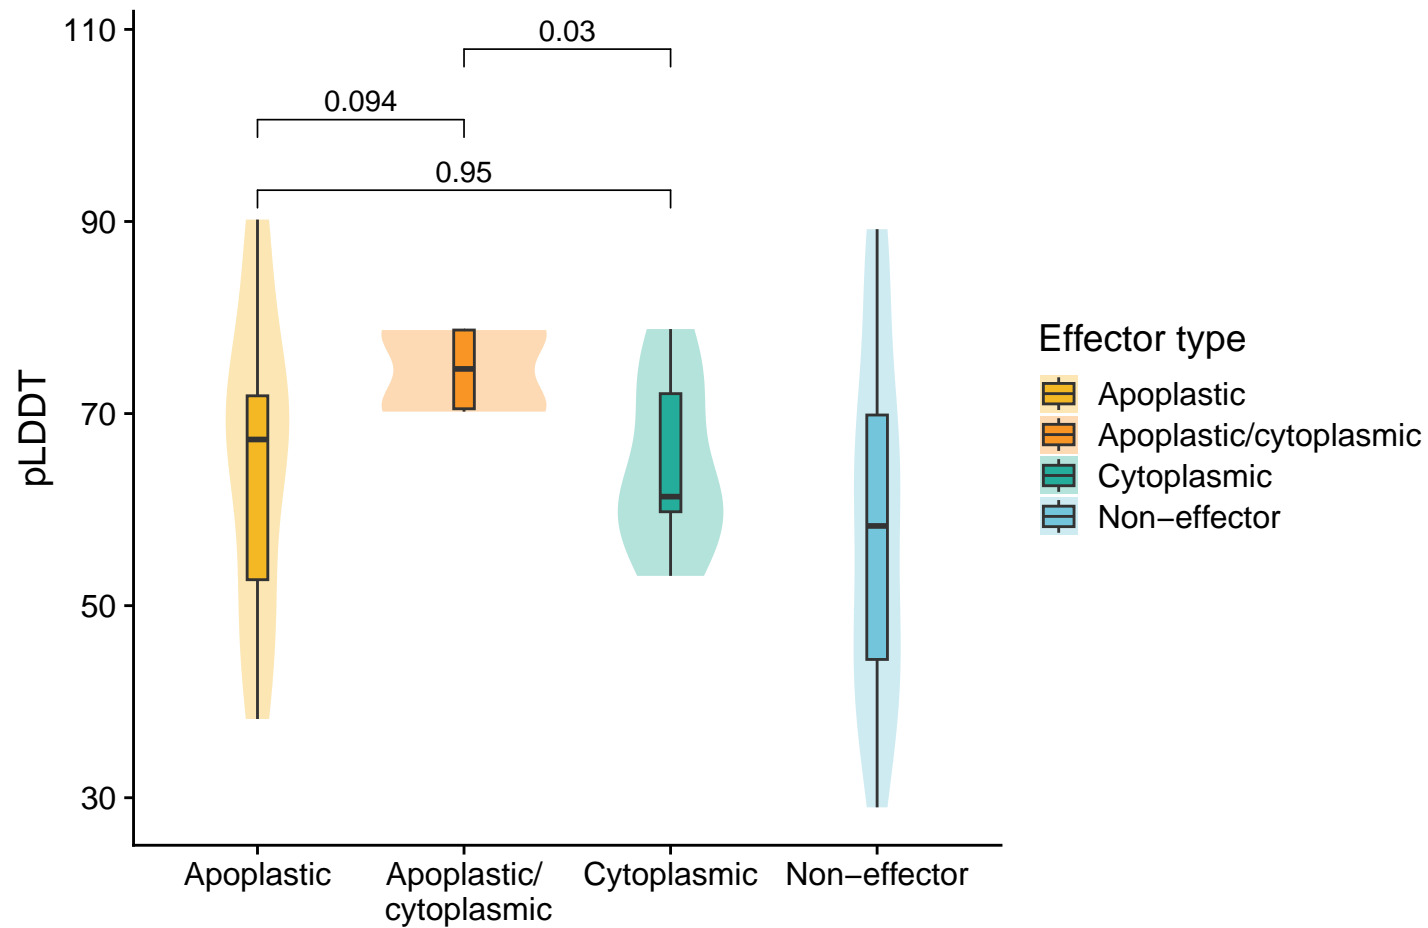 110
90
70
50
30
pLDDT
0.03
0.094
0.95
Apoplastic
Apoplastic/
cytoplasmic
Cytoplasmic
Non−effector
Effector type
Apoplastic
Apoplastic/cytoplasmic
Cytoplasmic
Non−effector